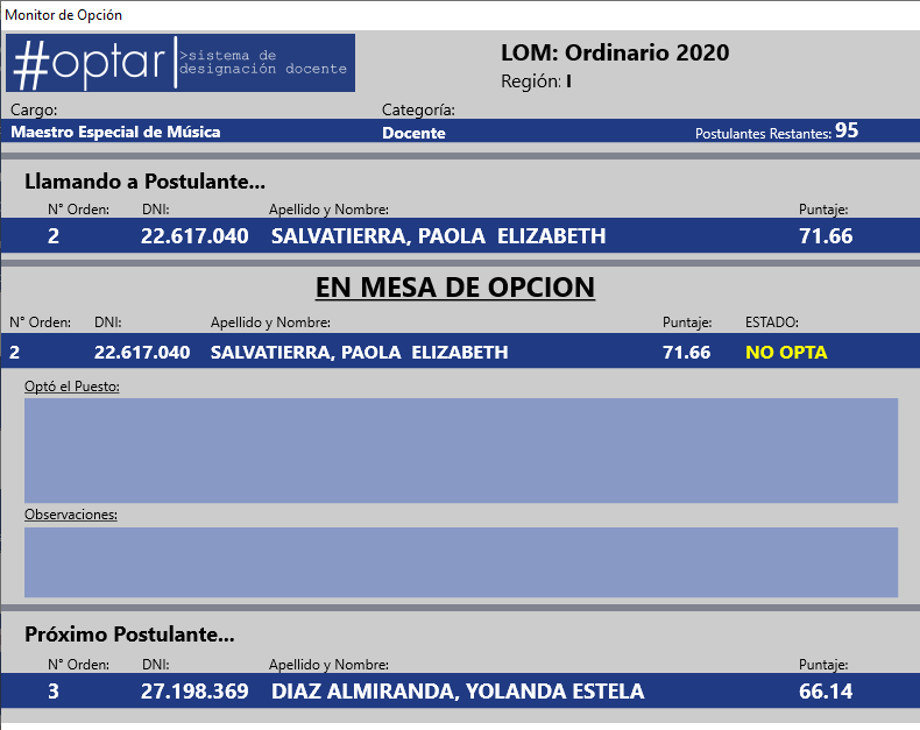 Monitor de Opción
#optar >sistema de
designación docente
LOM: Ordinario 2020
Región: I
Cargo: Categoría:
Maestro Especial de Música Docente Postulantes Restantes: 95
Llamando a Postulante...
N° Orden: DNI: Apellido y Nombre: Puntaje:
2 22.617.040 SALVATIERRA, PAOLA ELIZABETH 71.66
EN MESA DE OPCION
N° Orden: DNI: Apellido y Nombre: Puntaje: ESTADO:
2 22.617.040 SALVATIERRA, PAOLA ELIZABETH 71.66 NO OPTA
Optó el Puesto:
Observaciones:
Próximo Postulante...
N° Orden: DNI: Apellido y Nombre: Puntaje:
3 27.198.369 DIAZ ALMIRANDA, YOLANDA ESTELA 66.14